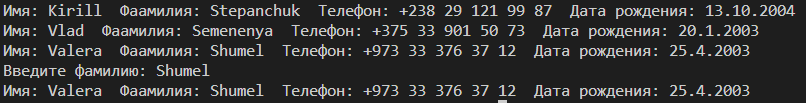 Имя: Kirill  Фаамилия: Stepanchuk  Телефон: +238 29 121 99 87  Дата рождения: 13.10.2004
Имя: Vlad  Фаамилия: Semenenya  Телефон: +375 33 901 50 73  Дата рождения: 20.1.2003
Имя: Valera  Фаамилия: Shumel  Телефон: +973 33 376 37 12  Дата рождения: 25.4.2003
Введите фамилию: Shumel
Имя: Valera  Фаамилия: Shumel  Телефон: +973 33 376 37 12  Дата рождения: 25.4.2003